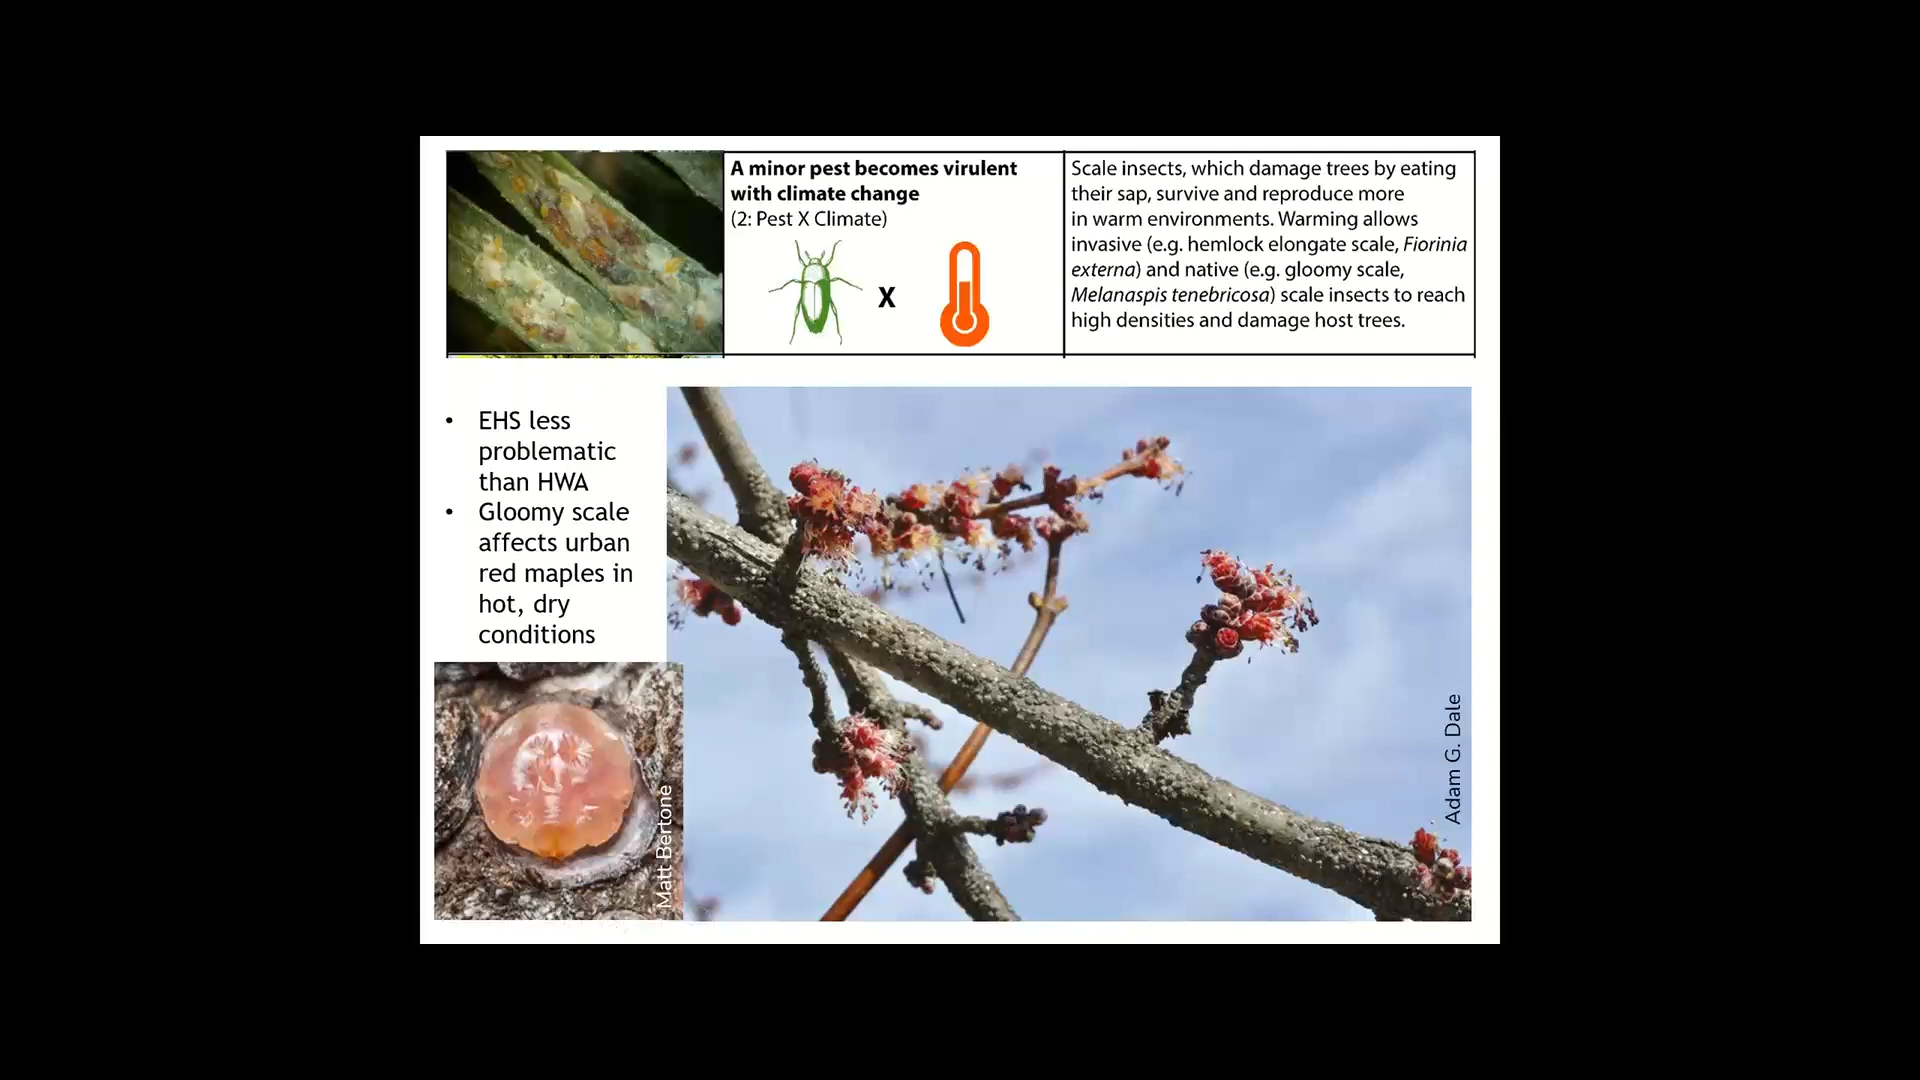 A minor pest becomes virulent
with climate change
(2: Pest X Climate)
X
Scale insects, which damage trees by eating
their sap, survive and reproduce more
in warm environments. Warming allows
invasive (e.g. hemlock elongate scale, Fiorinia
externa) and native (e.g. gloomy scale,
Melanaspis tenebricosa) scale insects to reach
high densities and damage host trees.
• EHS less
problematic
than HWA
• Gloomy scale
affects urban
red maples in
hot, dry
conditions
Matt Bertone
Adam G. Dale